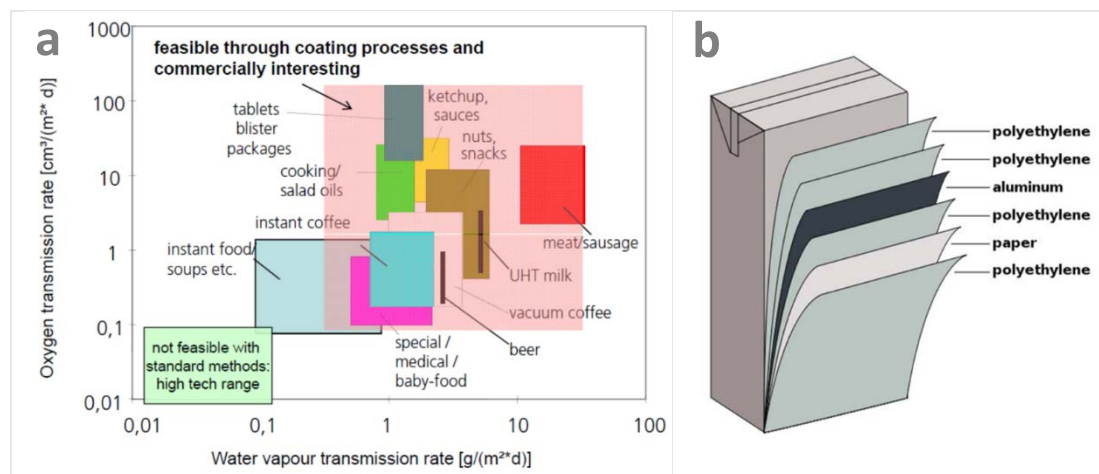 a
1000
100
10
1
0,1
0,01
Oxygen transmission rate [cm³/(m²* d)]
feasible through coating processes and
commercially interesting
tablets
blister
packages
ketchup,
sauces
nuts,
snacks
cooking/
salad oils
instant coffee
instant food/
soups etc.
meat/sausage
UHT milk
vacuum coffee
beer
special /
medical /
baby-food
not feasible with
standard methods:
high tech range
0,01
0,1
1
10
100
Water vapour transmission rate [g/(m²*d)]
b
polyethylene
polyethylene
aluminum
polyethylene
paper
polyethylene